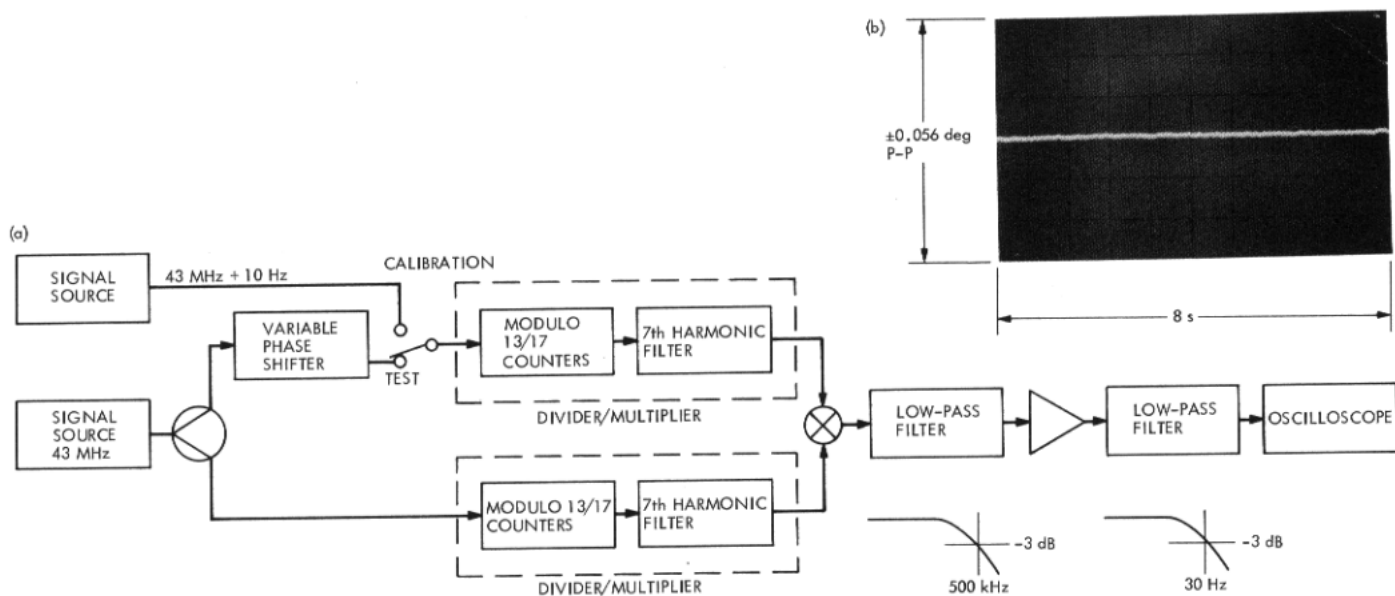 (b)
±0.056 deg
P-P
8 s
(a)
SIGNAL
SOURCE
43 MHz + 10 Hz
CALIBRATION
VARIABLE
PHASE
SHIFTER
TEST
MODULO
13/17
COUNTERS
7th HARMONIC
FILTER
DIVIDER/MULTIPLIER
SIGNAL
SOURCE
43 MHz
LOW-PASS
FILTER
LOW-PASS
FILTER
OSCILLOSCOPE
MODULO 13/17
COUNTERS
7th HARMONIC
FILTER
DIVIDER/MULTIPLIER
-3 dB
500 kHz
-3 dB
30 Hz